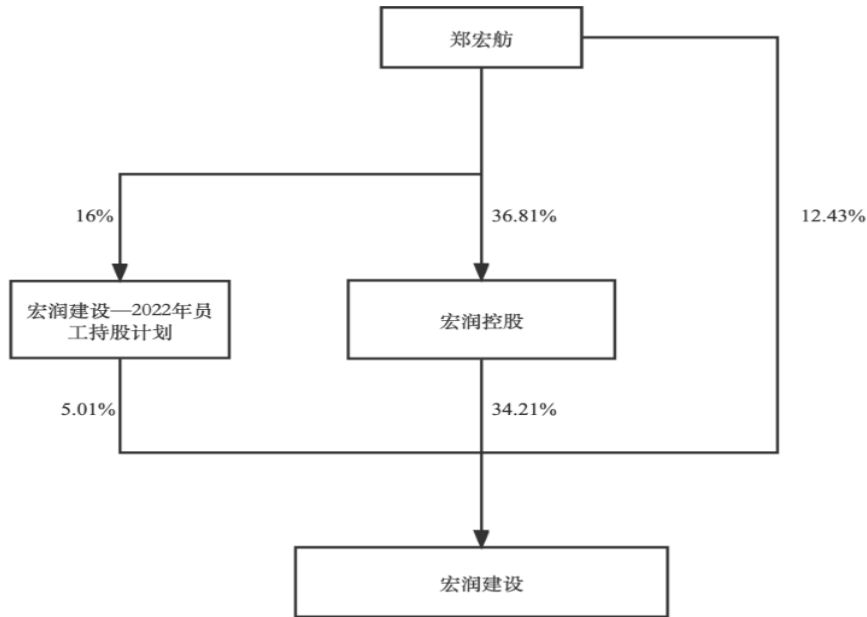 郑宏舫
16%
36.81%
12.43%
宏润建设—2022年员
工持股计划
宏润控股
5.01%
34.21%
宏润建设